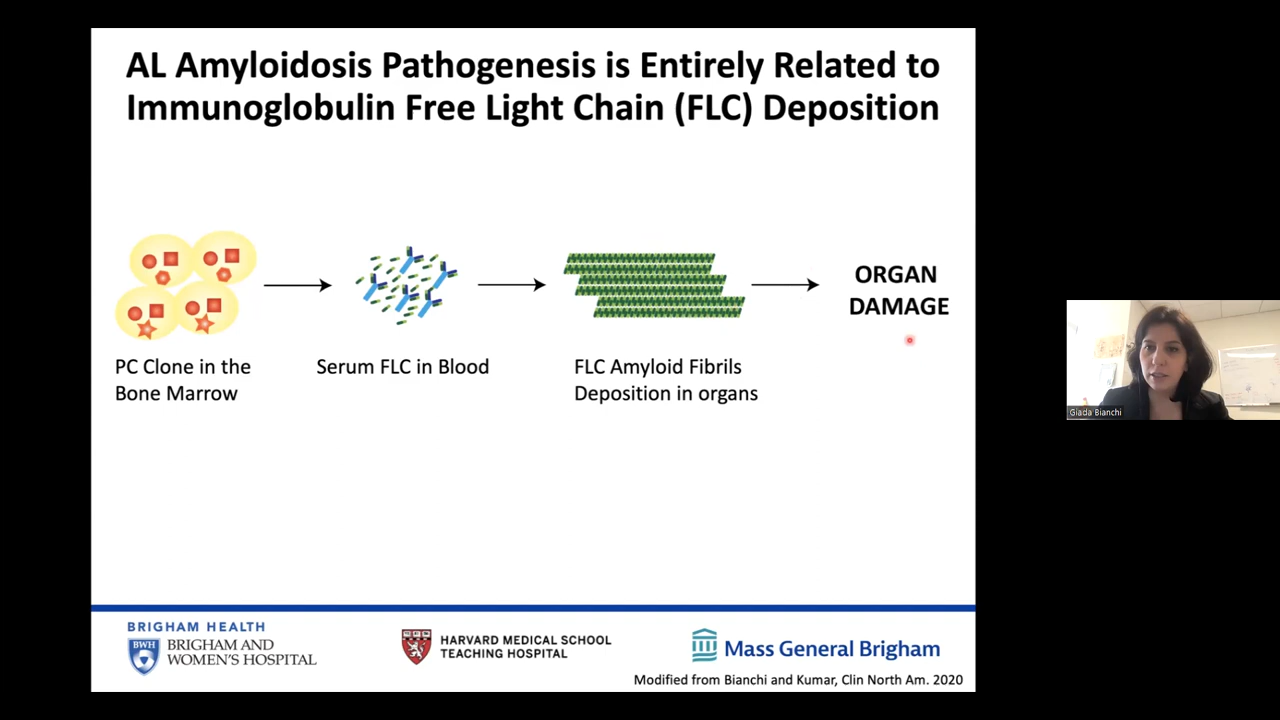 AL Amyloidosis Pathogenesis is Entirely Related to
Immunoglobulin Free Light Chain (FLC) Deposition
ORGAN
DAMAGE
PC Clone in the
Bone Marrow
Serum FLC in Blood
FLC Amyloid Fibrils
Deposition in organs
Giada Bianchi
BRIGHAM HEALTH
BWH
BRIGHAM AND
WOMEN'S HOSPITAL
HARVARD MEDICAL SCHOOL
TEACHING HOSPITAL
Mass General Brigham
Modified from Bianchi and Kumar, Clin North Am. 2020